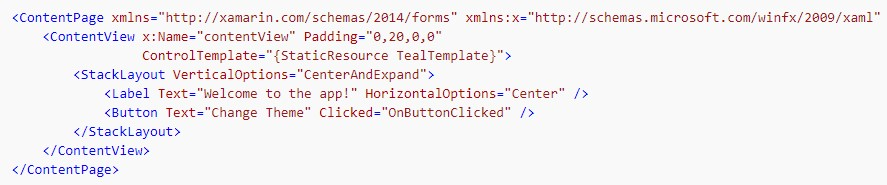 <ContentPage xmlns="http://xamarin.com/schemas/2014/forms" xmlns:x="http://schemas.microsoft.com/winfx/2009/xaml"
    <ContentView x:Name="contentView" Padding="0,20,0,0"
                 ControlTemplate="{StaticResource TealTemplate}">
        <StackLayout VerticalOptions="CenterAndExpand">
            <Label Text="Welcome to the app!" HorizontalOptions="Center" />
            <Button Text="Change Theme" Clicked="OnButtonClicked" />
        </StackLayout>
    </ContentView>
</ContentPage>